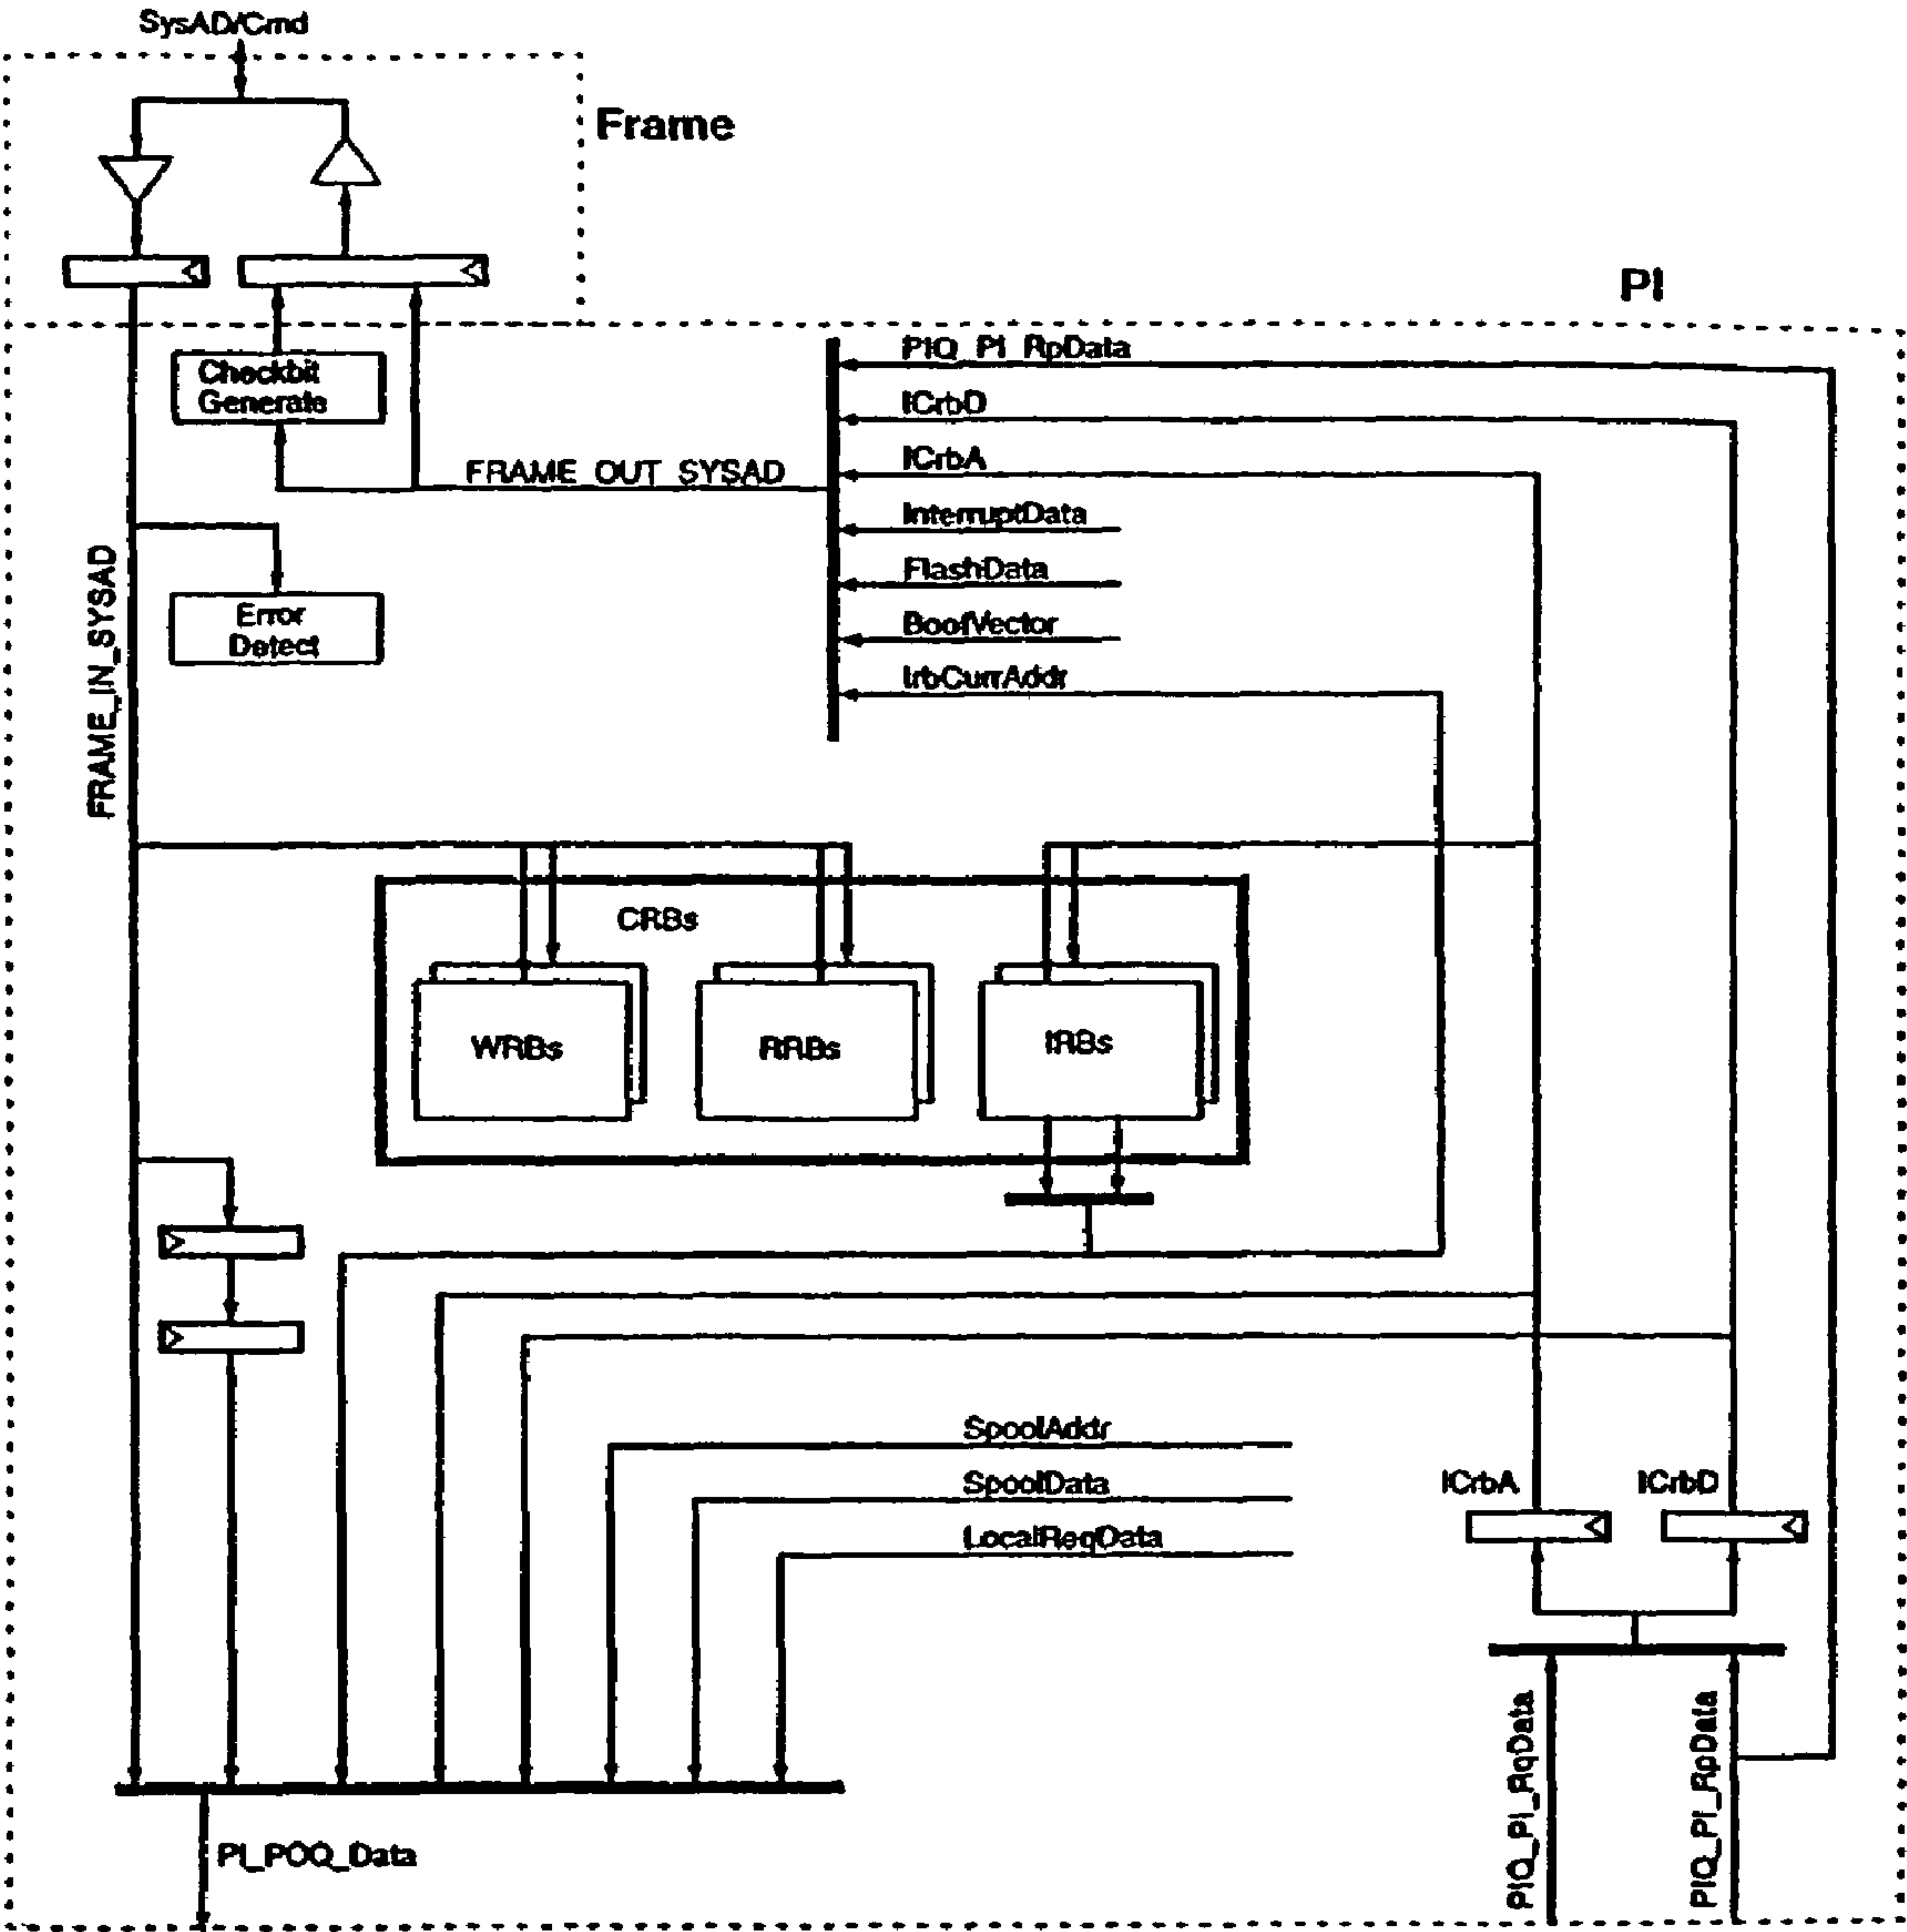 SysAD/Cmd
Frame
PI
PIQ_PI_RpData
Checkbit
Generate
ICrbD
ICrbA
FRAME_OUT_SYSAD
InterruptData
FlashData
BootVector
IrbCurrAddr
Error
Detect
FRAME_IN_SYSAD
CRBs
WRBs
RRBs
IRBs
SpoolAddr
SpoolData
LocalReqData
ICrbA
ICrbD
PIQ_PI_RqData
PIQ_PI_RpData
PI_POQ_Data